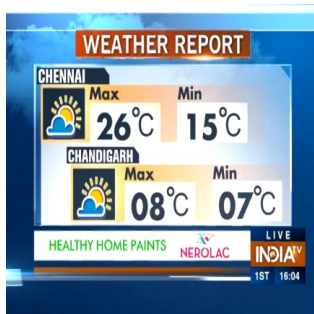 WEATHER REPORT
CHENNAI
Max Min
26°C 15°C
CHANDIGARH
Max Min
08°C 07°C
HEALTHY HOME PAINTS NEROLAC
LIVE
INDIA TV
1ST 16:04